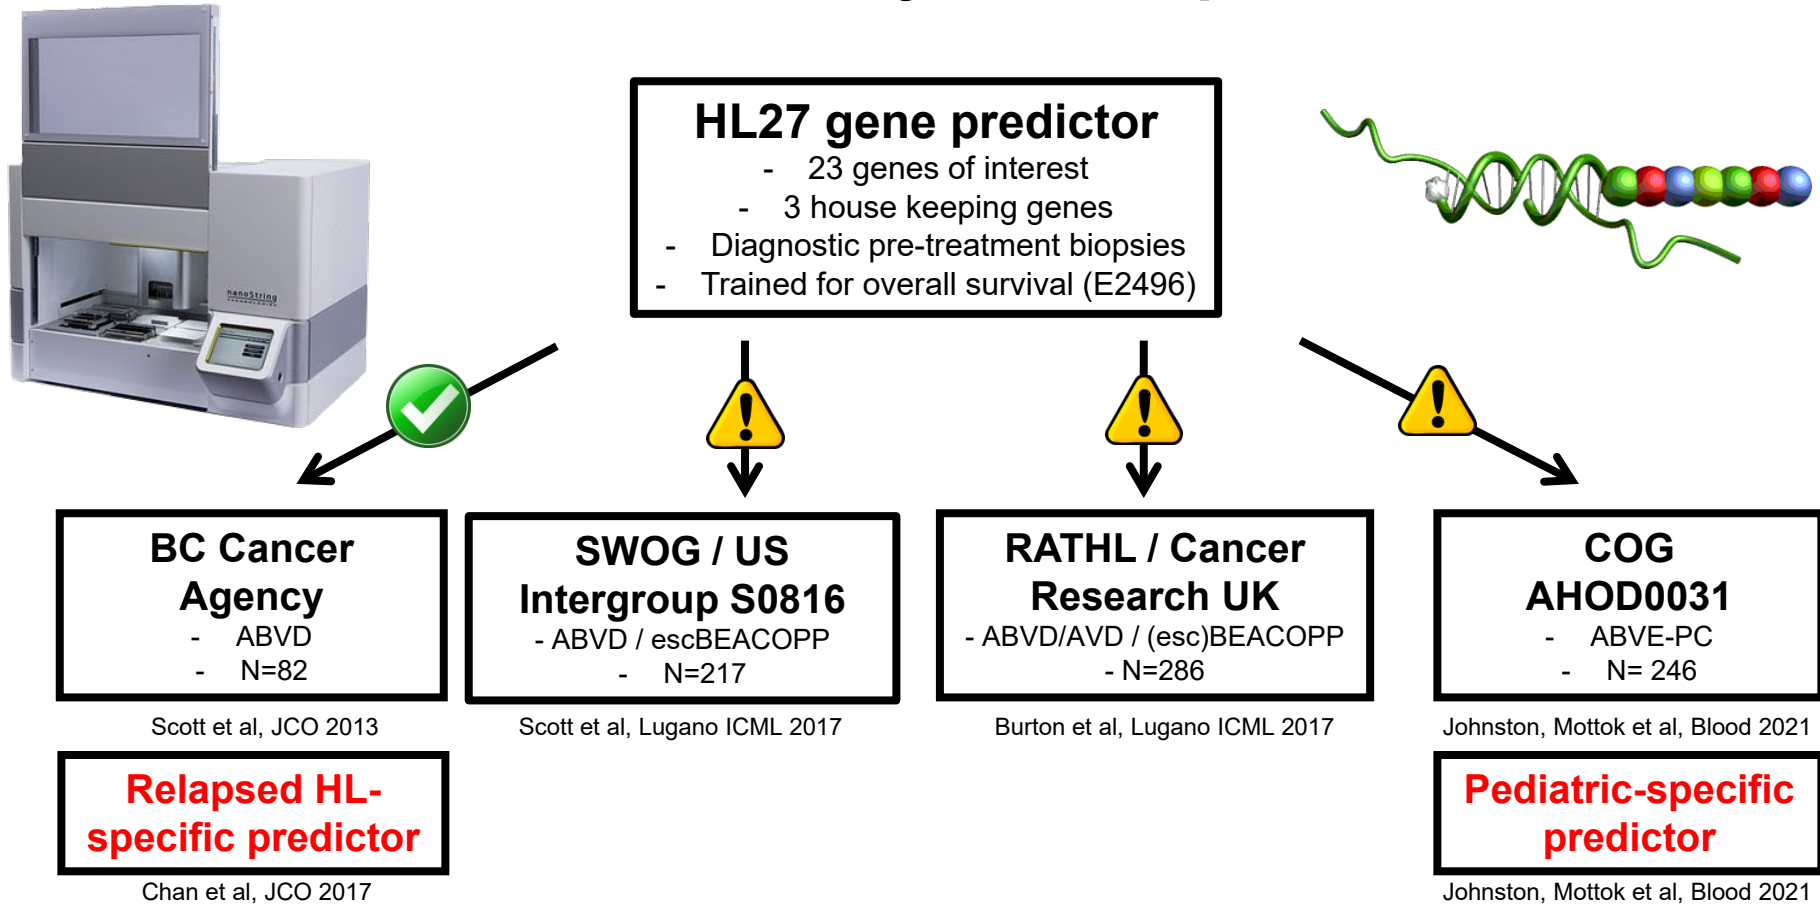 HL27 gene predictor
- 23 genes of interest
- 3 house keeping genes
- Diagnostic pre-treatment biopsies
- Trained for overall survival (E2496)
nanoString
TECHNOLOGIES
BC Cancer
Agency
- ABVD
- N=82
Scott et al, JCO 2013
SWOG / US
Intergroup S0816
- ABVD / escBEACOPP
- N=217
Scott et al, Lugano ICML 2017
RATHL / Cancer
Research UK
- ABVD/AVD / (esc)BEACOPP
- N=286
Burton et al, Lugano ICML 2017
COG
AHOD0031
- ABVE-PC
- N= 246
Johnston, Mottok et al, Blood 2021
Relapsed HL-
specific predictor
Chan et al, JCO 2017
Pediatric-specific
predictor
Johnston, Mottok et al, Blood 2021